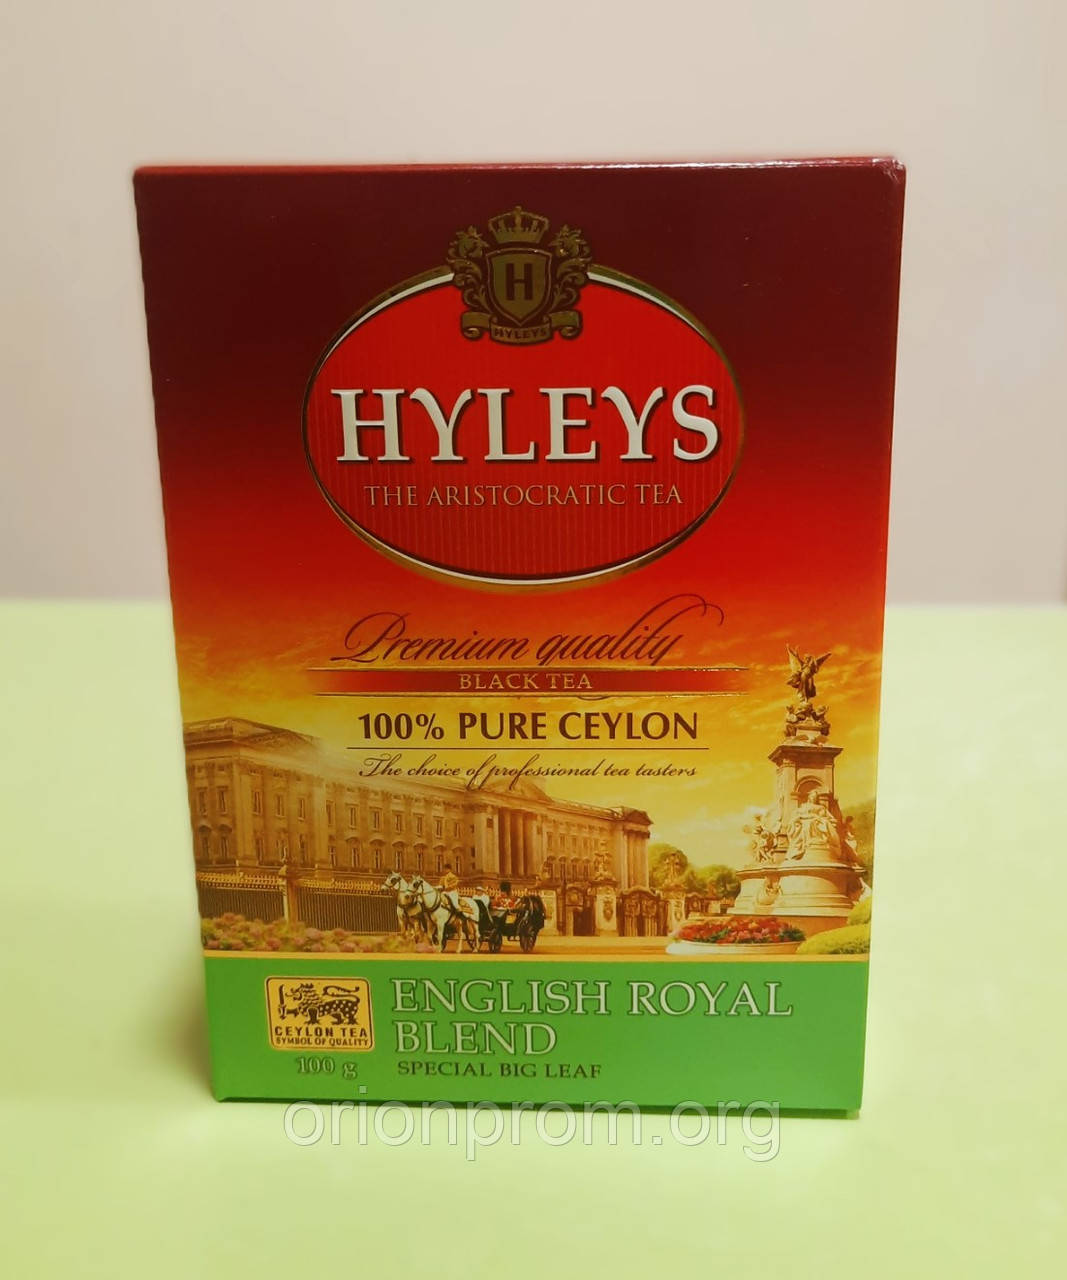 H
HYLEYS
HYLEYS
THE ARISTOCRATIC TEA
Premium quality
BLACK TEA
100% PURE CEYLON
The choice of professional tea tasters
CEYLON TEA
SYMBOL OF QUALITY
100 g
ENGLISH ROYAL
BLEND
SPECIAL BIG LEAF
orionprom.org